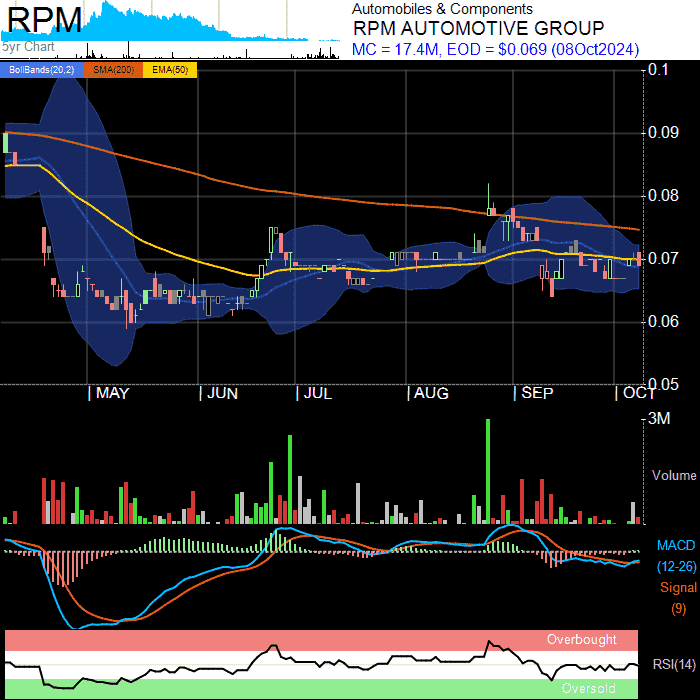 RPM
5yr Chart
Automobiles & Components
RPM AUTOMOTIVE GROUP
MC = 17.4M, EOD = $0.069 (08Oct2024)
BollBands(20,2) SMA(200) EMA(50)
0.1
0.09
0.08
0.07
0.06
0.05
MAY JUN JUL AUG SEP OCT
3M
Volume
MACD
(12-26)
Signal
(9)
Overbought
RSI(14)
Oversold